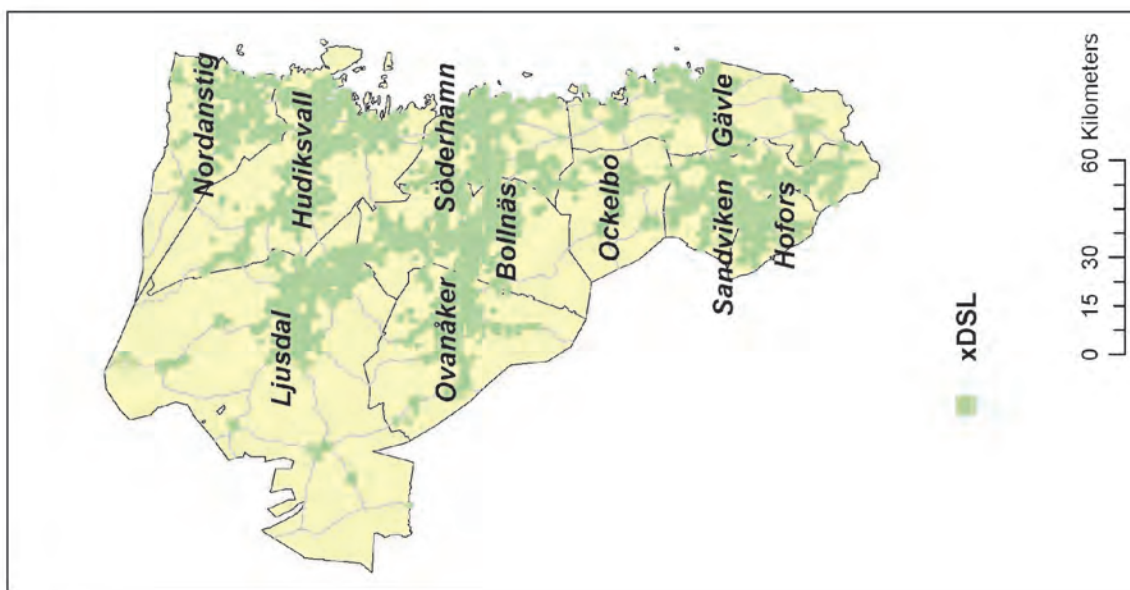 Nordanstig
Hudiksvall
Ljusdal
Söderhamn
Ovanåker
Bollnäs
Ockelbo
Gävle
Sandviken
Hofors
xDSL
0 15 30 60 Kilometers